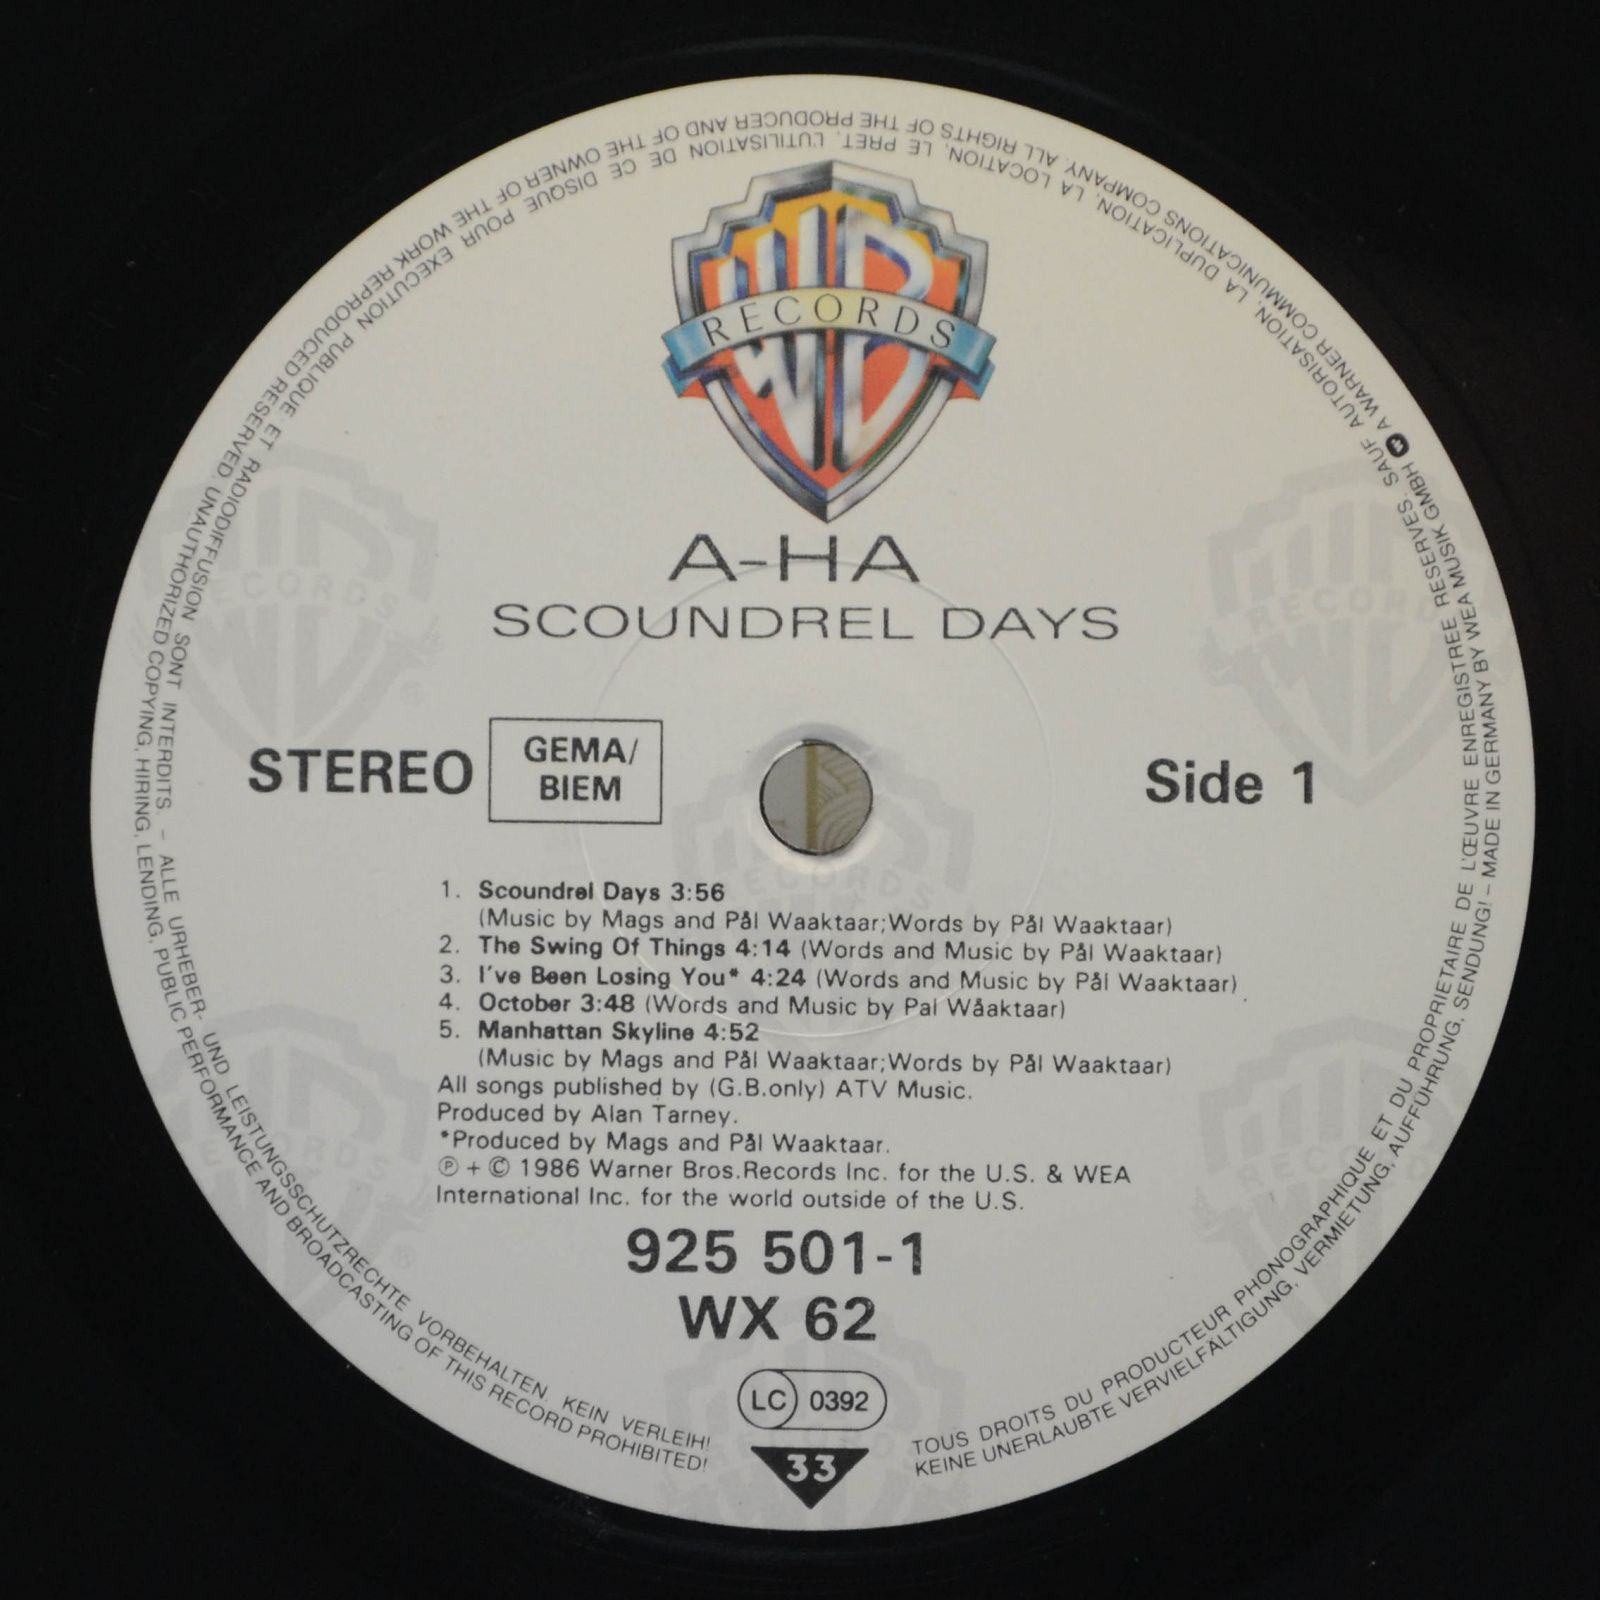 RECORDS
A-HA
SCOUNDREL DAYS
STEREO
GEMA/
BIEM
Side 1
1. Scoundrel Days 3:56
(Music by Mags and Pål Waaktaar;Words by Pål Waaktaar)
2. The Swing Of Things 4:14 (Words and Music by Pål Waaktaar)
3. I've Been Losing You* 4:24 (Words and Music by Pål Waaktaar)
4. October 3:48 (Words and Music by Pal Wåaktaar)
5. Manhattan Skyline 4:52
(Music by Mags and Pål Waaktaar;Words by Pål Waaktaar)
All songs published by (G.B.only) ATV Music.
Produced by Alan Tarney.
*Produced by Mags and Pål Waaktaar.
℗ + © 1986 Warner Bros.Records Inc. for the U.S. & WEA
International Inc. for the world outside of the U.S.
925 501-1
WX 62
LC 0392
33
TOUS DROITS DU PRODUCTEUR PHONOGRAPHIQUE ET DU PROPRIETAIRE DE L'ŒUVRE ENREGISTREE RESERVES. SAUF AUTORISATION, LA DUPLICATION, LA LOCATION, LE PRET, L'UTILISATION DE CE DISQUE POUR EXECUTION PUBLIQUE ET RADIODIFFUSION SONT INTERDITS. – ALLE URHEBER- UND LEISTUNGSSCHUTZRECHTE VORBEHALTEN. KEIN VERLEIH!
KEINE UNERLAUBTE VERVIELFÄLTIGUNG, VERMIETUNG, AUFFÜHRUNG, SENDUNG! – MADE IN GERMANY BY WEA MUSIK GMBH A WARNER COMMUNICATIONS COMPANY. ALL RIGHTS OF THE PRODUCER AND OF THE OWNER OF THE WORK REPRODUCED RESERVED. UNAUTHORIZED COPYING, HIRING, LENDING, PUBLIC PERFORMANCE AND BROADCASTING OF THIS RECORD PROHIBITED!